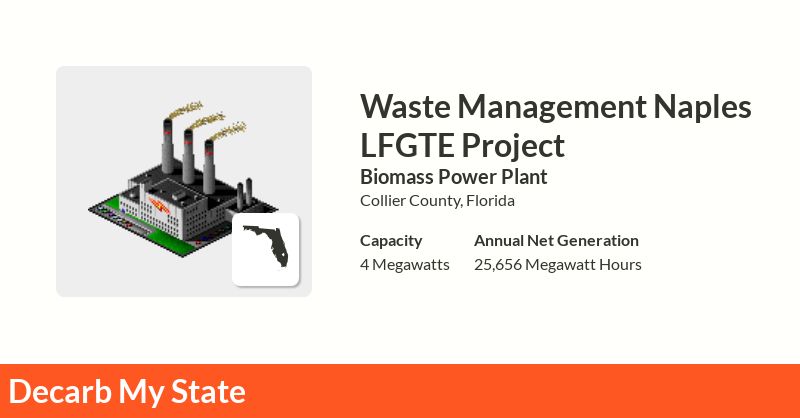 Waste Management Naples
LFGTE Project
Biomass Power Plant
Collier County, Florida
Capacity
Annual Net Generation
4 Megawatts
25,656 Megawatt Hours
Decarb My State